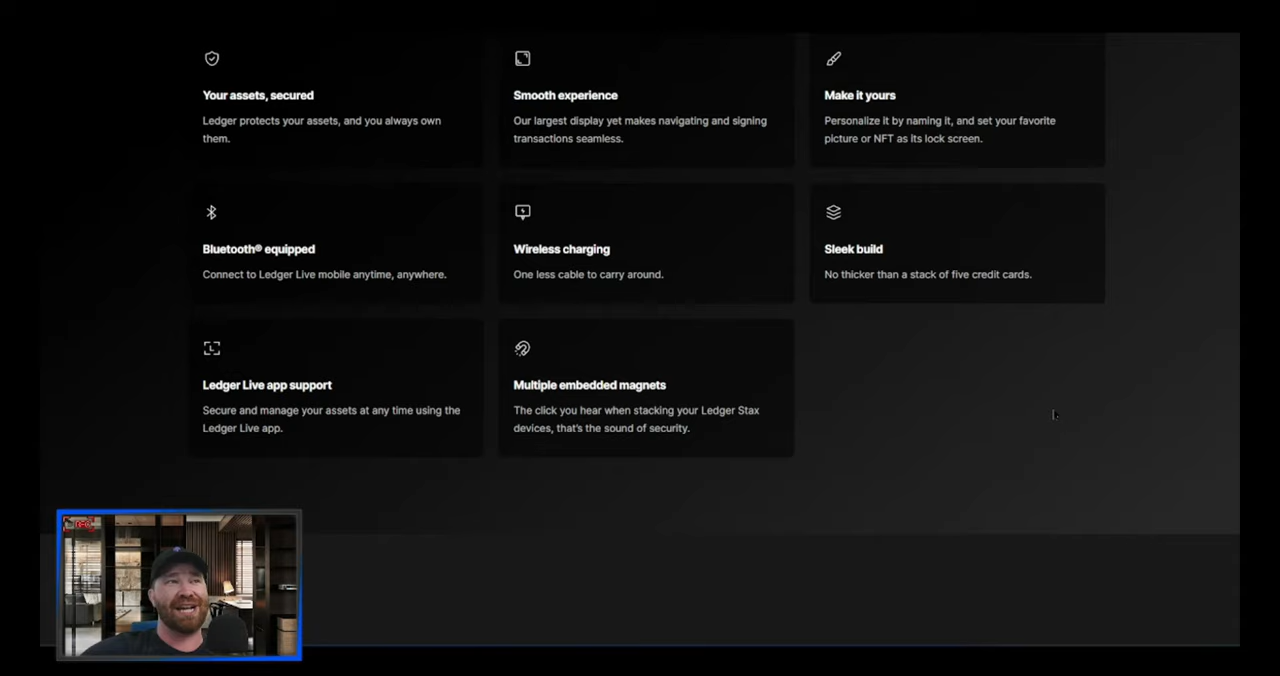 Your assets, secured
Ledger protects your assets, and you always own
them.
Smooth experience
Our largest display yet makes navigating and signing
transactions seamless.
Make it yours
Personalize it by naming it, and set your favorite
picture or NFT as its lock screen.
Bluetooth® equipped
Connect to Ledger Live mobile anytime, anywhere.
Wireless charging
One less cable to carry around.
Sleek build
No thicker than a stack of five credit cards.
Ledger Live app support
Secure and manage your assets at any time using the
Ledger Live app.
Multiple embedded magnets
The click you hear when stacking your Ledger Stax
devices, that's the sound of security.